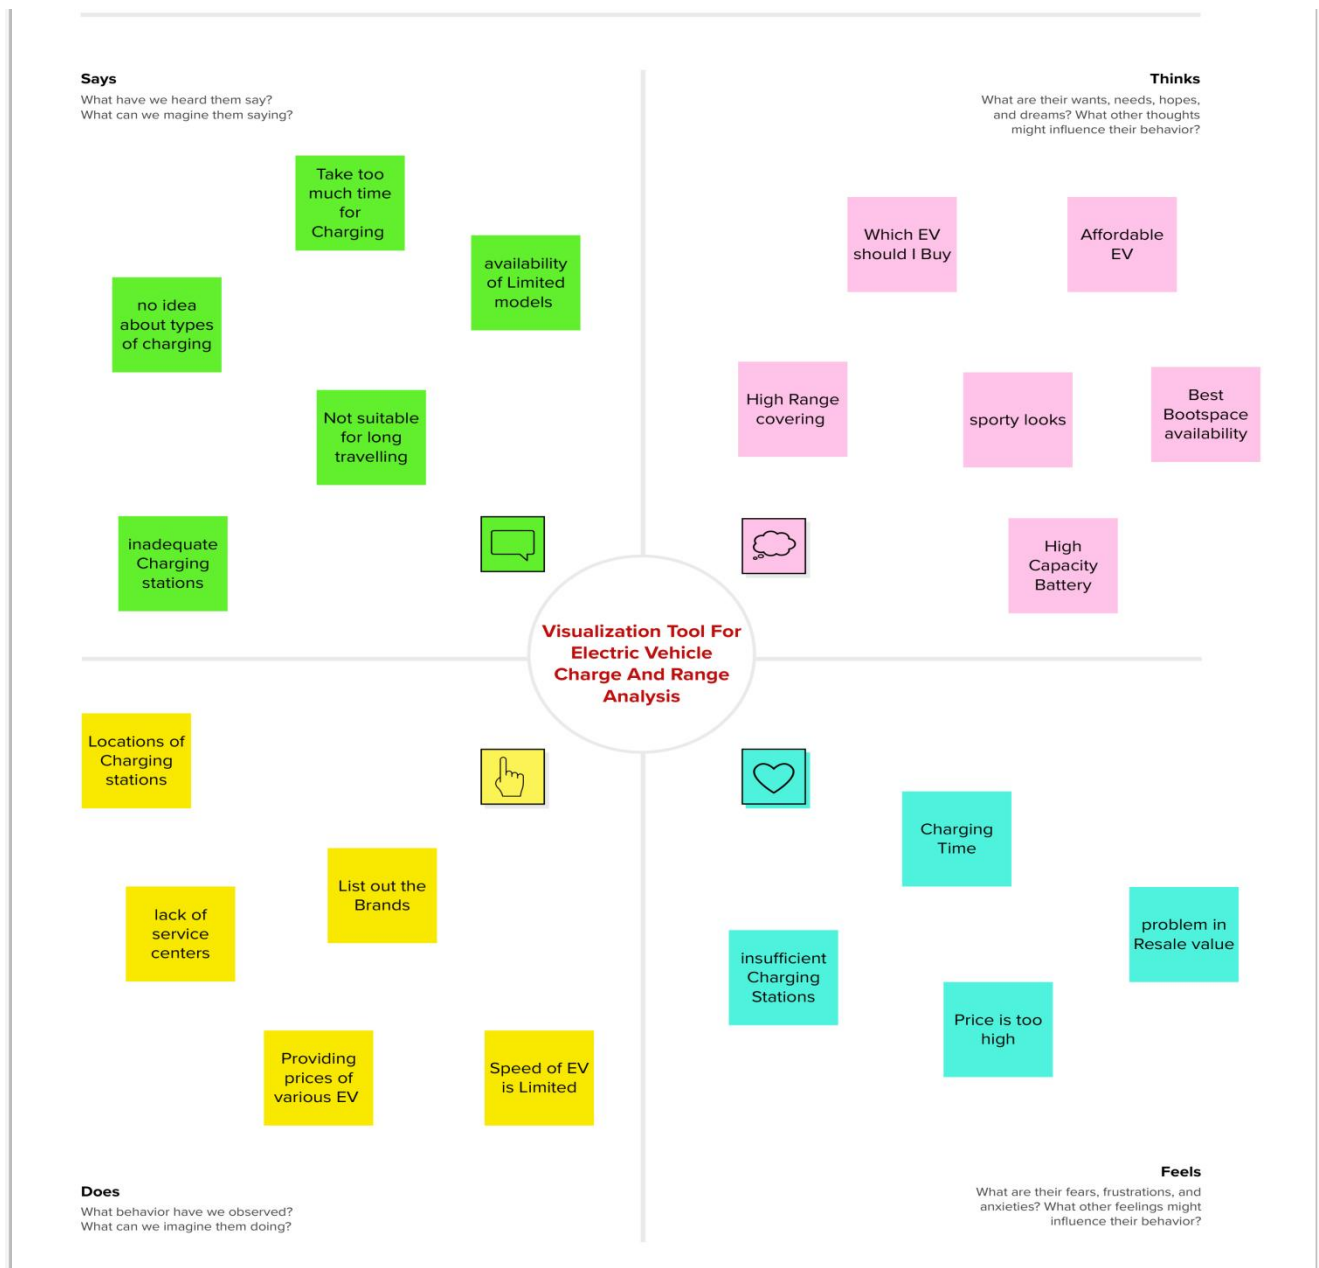 Says
What have we heard them say?
What can we magine them saying?
Take too
much time
for
Charging
availability
of Limited
models
no idea
about types
of charging
Not suitable
for long
travelling
inadequate
Charging
stations
Thinks
What are their wants, needs, hopes,
and dreams? What other thoughts
might influence their behavior?
Which EV
should I Buy
Affordable
EV
High Range
covering
sporty looks
Best
Bootspace
availability
High
Capacity
Battery
Visualization Tool For
Electric Vehicle
Charge And Range
Analysis
Locations of
Charging
stations
List out the
Brands
lack of
service
centers
Providing
prices of
various EV
Speed of EV
is Limited
Does
What behavior have we observed?
What can we imagine them doing?
Charging
Time
problem in
Resale value
insufficient
Charging
Stations
Price is too
high
Feels
What are their fears, frustrations, and
anxieties? What other feelings might
influence their behavior?